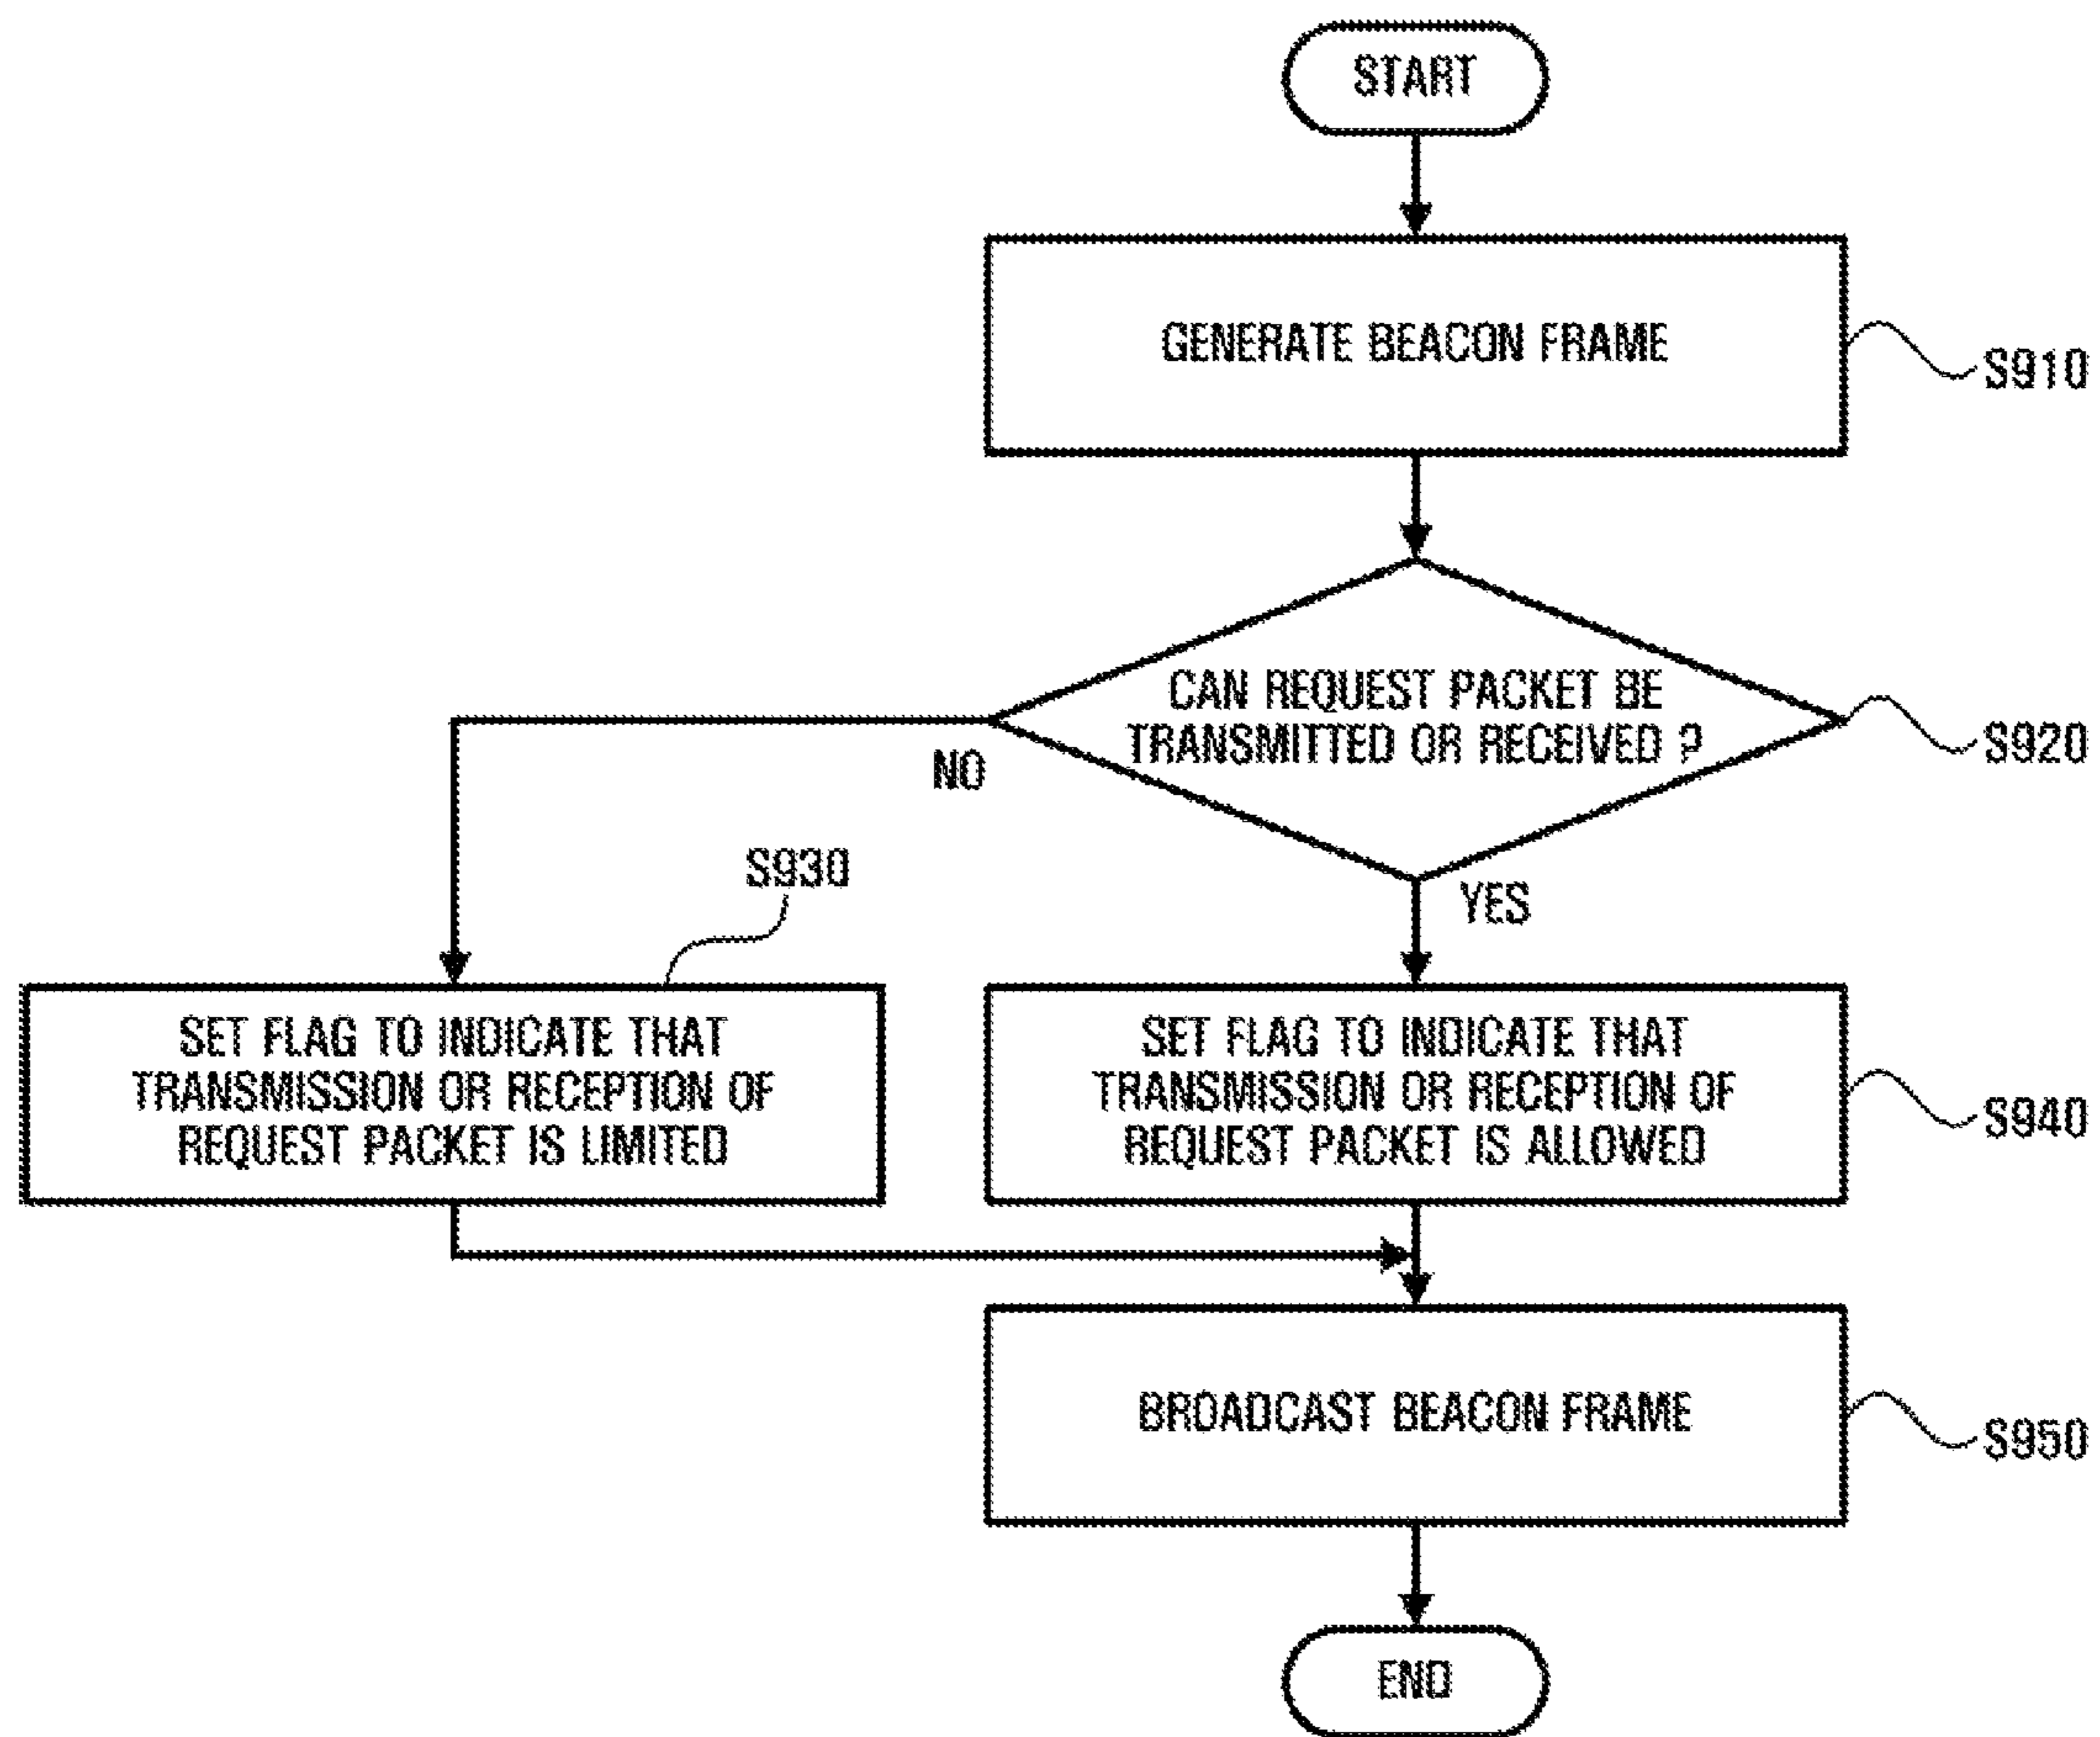 START
GENERATE BEACON FRAME
S910
CAN REQUEST PACKET BE
TRANSMITTED OR RECEIVED ?
S920
NO
YES
S930
SET FLAG TO INDICATE THAT
TRANSMISSION OR RECEPTION OF
REQUEST PACKET IS LIMITED
SET FLAG TO INDICATE THAT
TRANSMISSION OR RECEPTION OF
REQUEST PACKET IS ALLOWED
S940
BROADCAST BEACON FRAME
S950
END